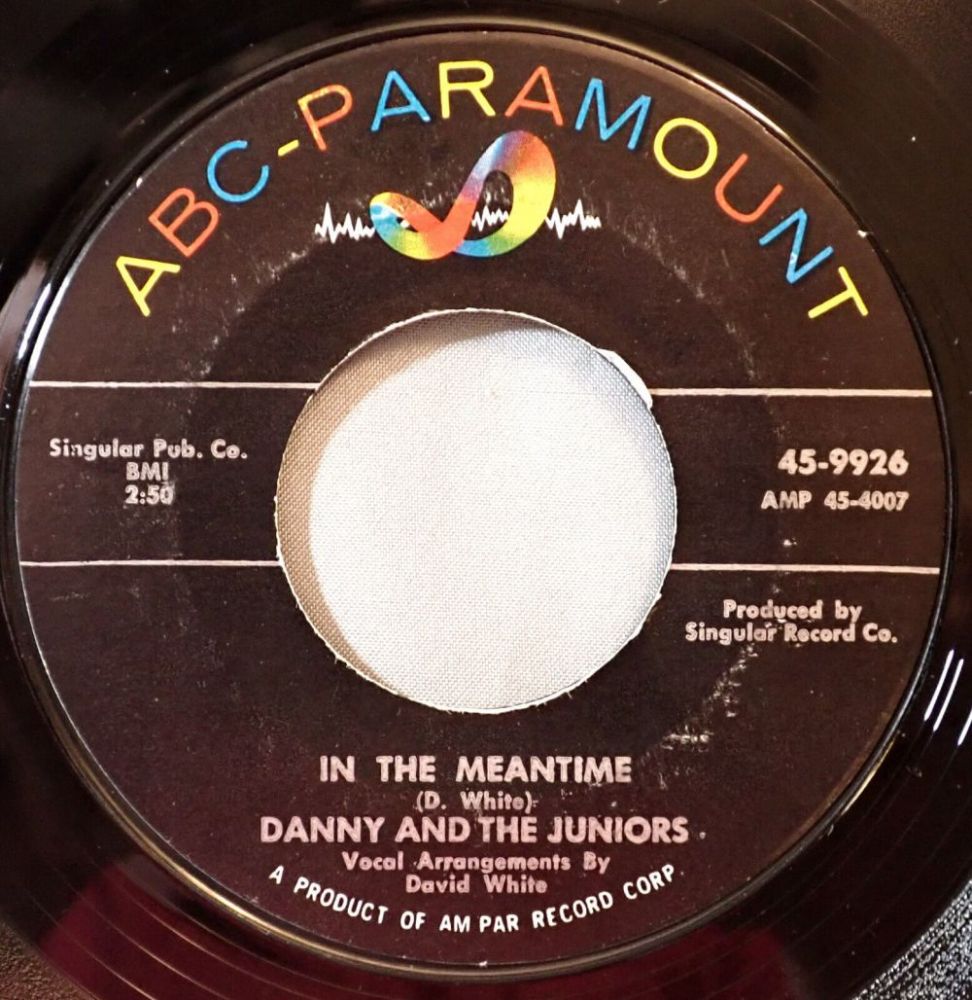 ABC-PARAMOUNT
Singular Pub. Co.
BMI
2:50
45-9926
AMP 45-4007
Produced by
Singular Record Co.
IN THE MEANTIME
(D. White)
DANNY AND THE JUNIORS
Vocal Arrangements By
David White
A PRODUCT OF AM PAR RECORD CORP.